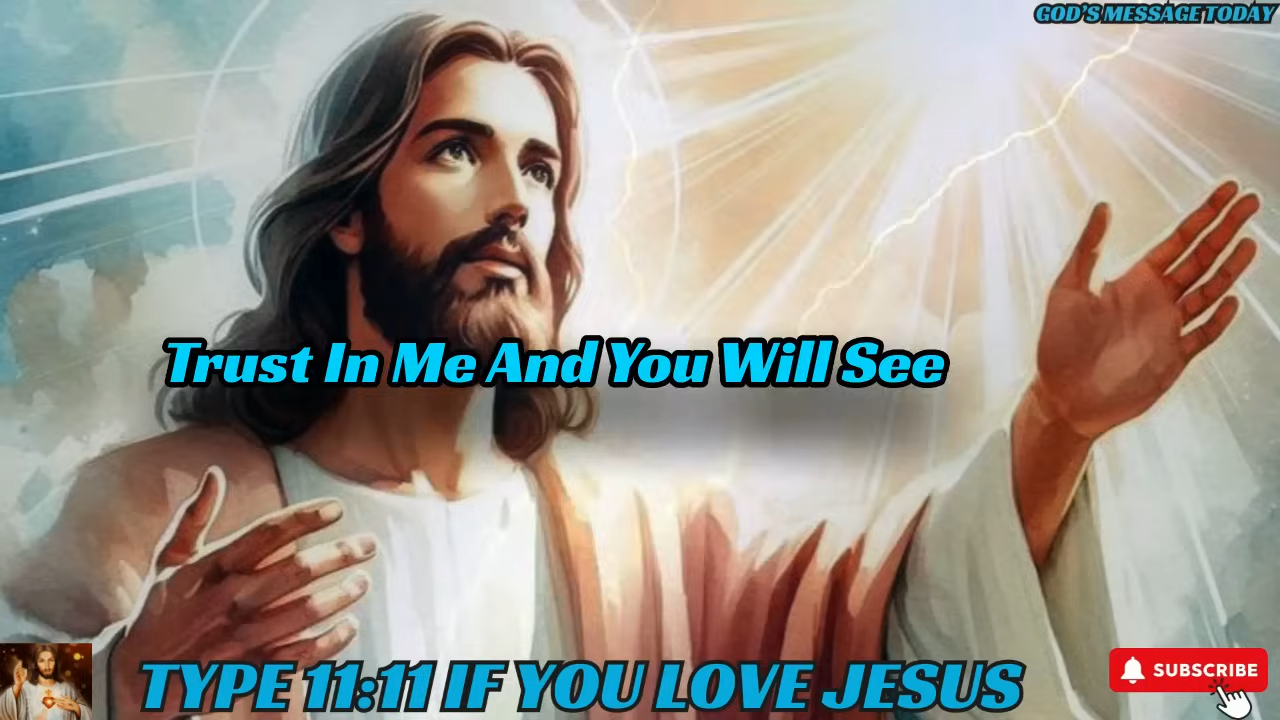 GOD'S MESSAGE TODAY
Trust In Me And You Will See
TYPE 11:11 IF YOU LOVE JESUS
SUBSCRIBE